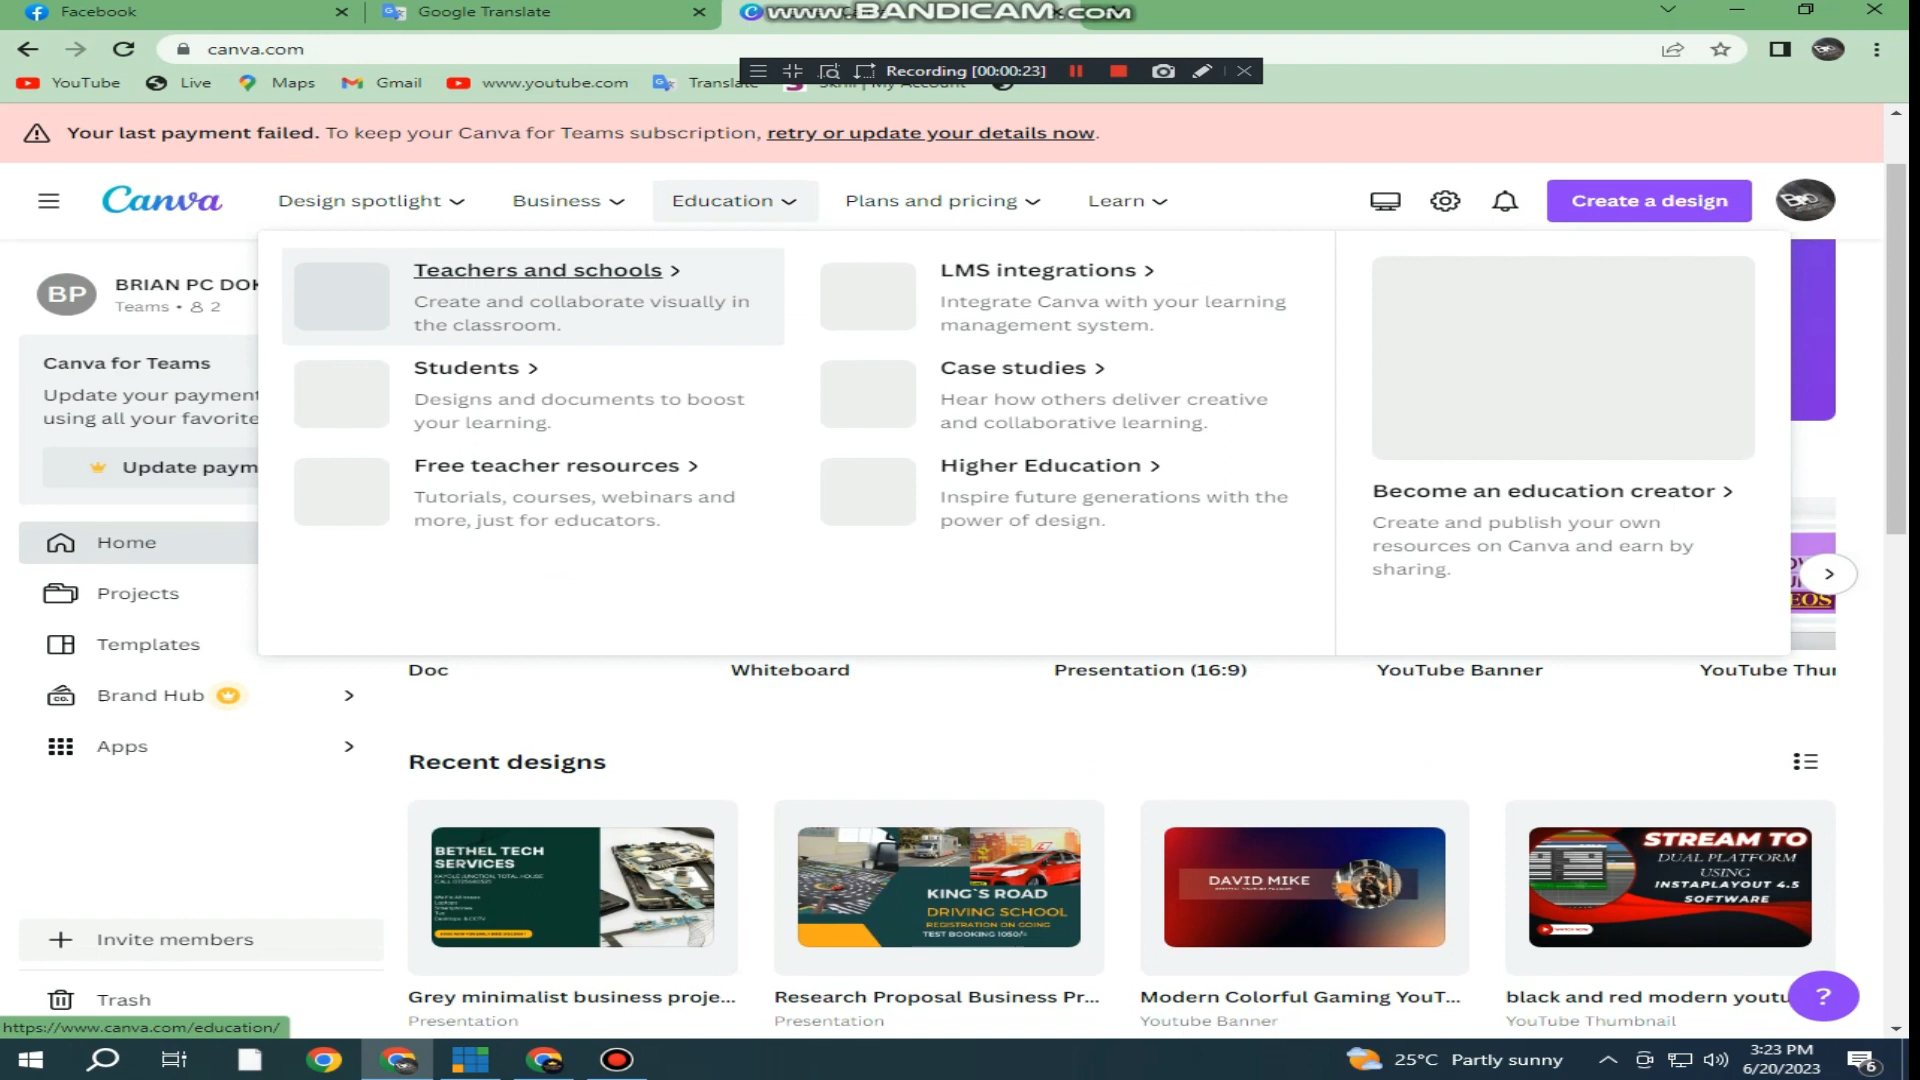 Facebook
Google Translate
www.BANDICAM.com
canva.com
Recording [00:00:23]
YouTube
Live
Maps
Gmail
www.youtube.com
Translate
Skrill | My Account
Your last payment failed. To keep your Canva for Teams subscription, retry or update your details now.
Canva
Design spotlight
Business
Education
Plans and pricing
Learn
Create a design
BP
BRIAN PC DOK
Teams • 2
Canva for Teams
Update your payment
using all your favorite
Update paym
Home
Projects
Templates
Brand Hub
Apps
Invite members
Trash
Teachers and schools
Create and collaborate visually in
the classroom.
Students
Designs and documents to boost
your learning.
Free teacher resources
Tutorials, courses, webinars and
more, just for educators.
LMS integrations
Integrate Canva with your learning
management system.
Case studies
Hear how others deliver creative
and collaborative learning.
Higher Education
Inspire future generations with the
power of design.
Become an education creator
Create and publish your own
resources on Canva and earn by
sharing.
Doc
Whiteboard
Presentation (16:9)
YouTube Banner
YouTube Thu
Recent designs
BETHEL TECH
SERVICES
KING`S ROAD
DRIVING SCHOOL
REGISTRATION ON GOING
TEST BOOKING 1050/=
DAVID MIKE
STREAM TO
DUAL PLATFORM
USING
INSTAPLAYOUT 4.5
SOFTWARE
Grey minimalist business proje...
Presentation
Research Proposal Business Pr...
Presentation
Modern Colorful Gaming YouT...
Youtube Banner
black and red modern youtu
YouTube Thumbnail
?
https://www.canva.com/education/
25°C Partly sunny
3:23 PM
6/20/2023
6